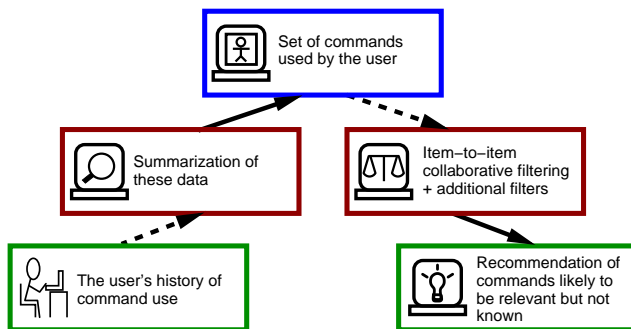 Set of commands
used by the user
Summarization of
these data
Item−to−item
collaborative filtering
+ additional filters
The user's history of
command use
Recommendation of
commands likely to
be relevant but not
known